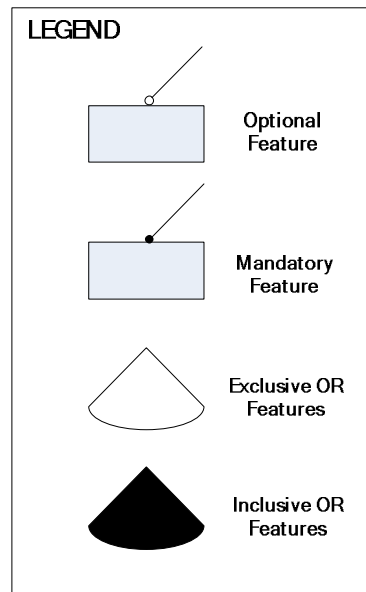 LEGEND
Optional
Feature
Mandatory
Feature
Exclusive OR
Features
Inclusive OR
Features